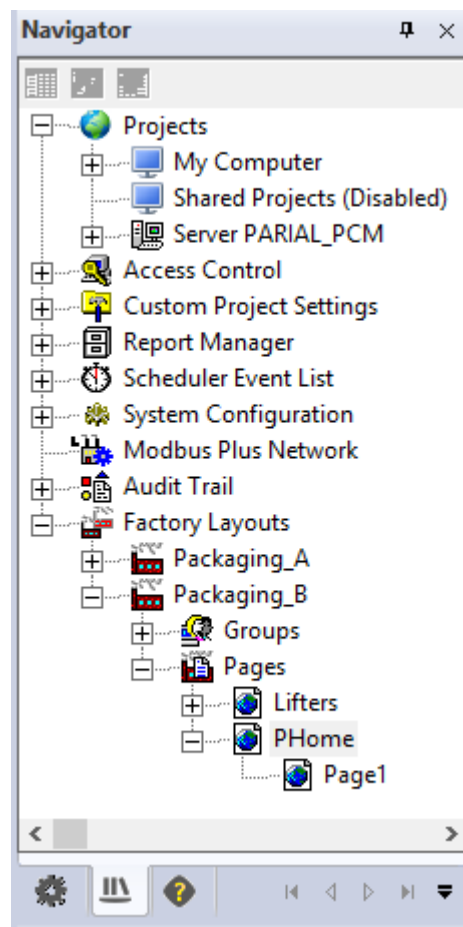 Navigator
Projects
My Computer
Shared Projects (Disabled)
Server PARIAL_PCM
Access Control
Custom Project Settings
Report Manager
Scheduler Event List
System Configuration
Modbus Plus Network
Audit Trail
Factory Layouts
Packaging_A
Packaging_B
Groups
Pages
Lifters
PHome
Page1